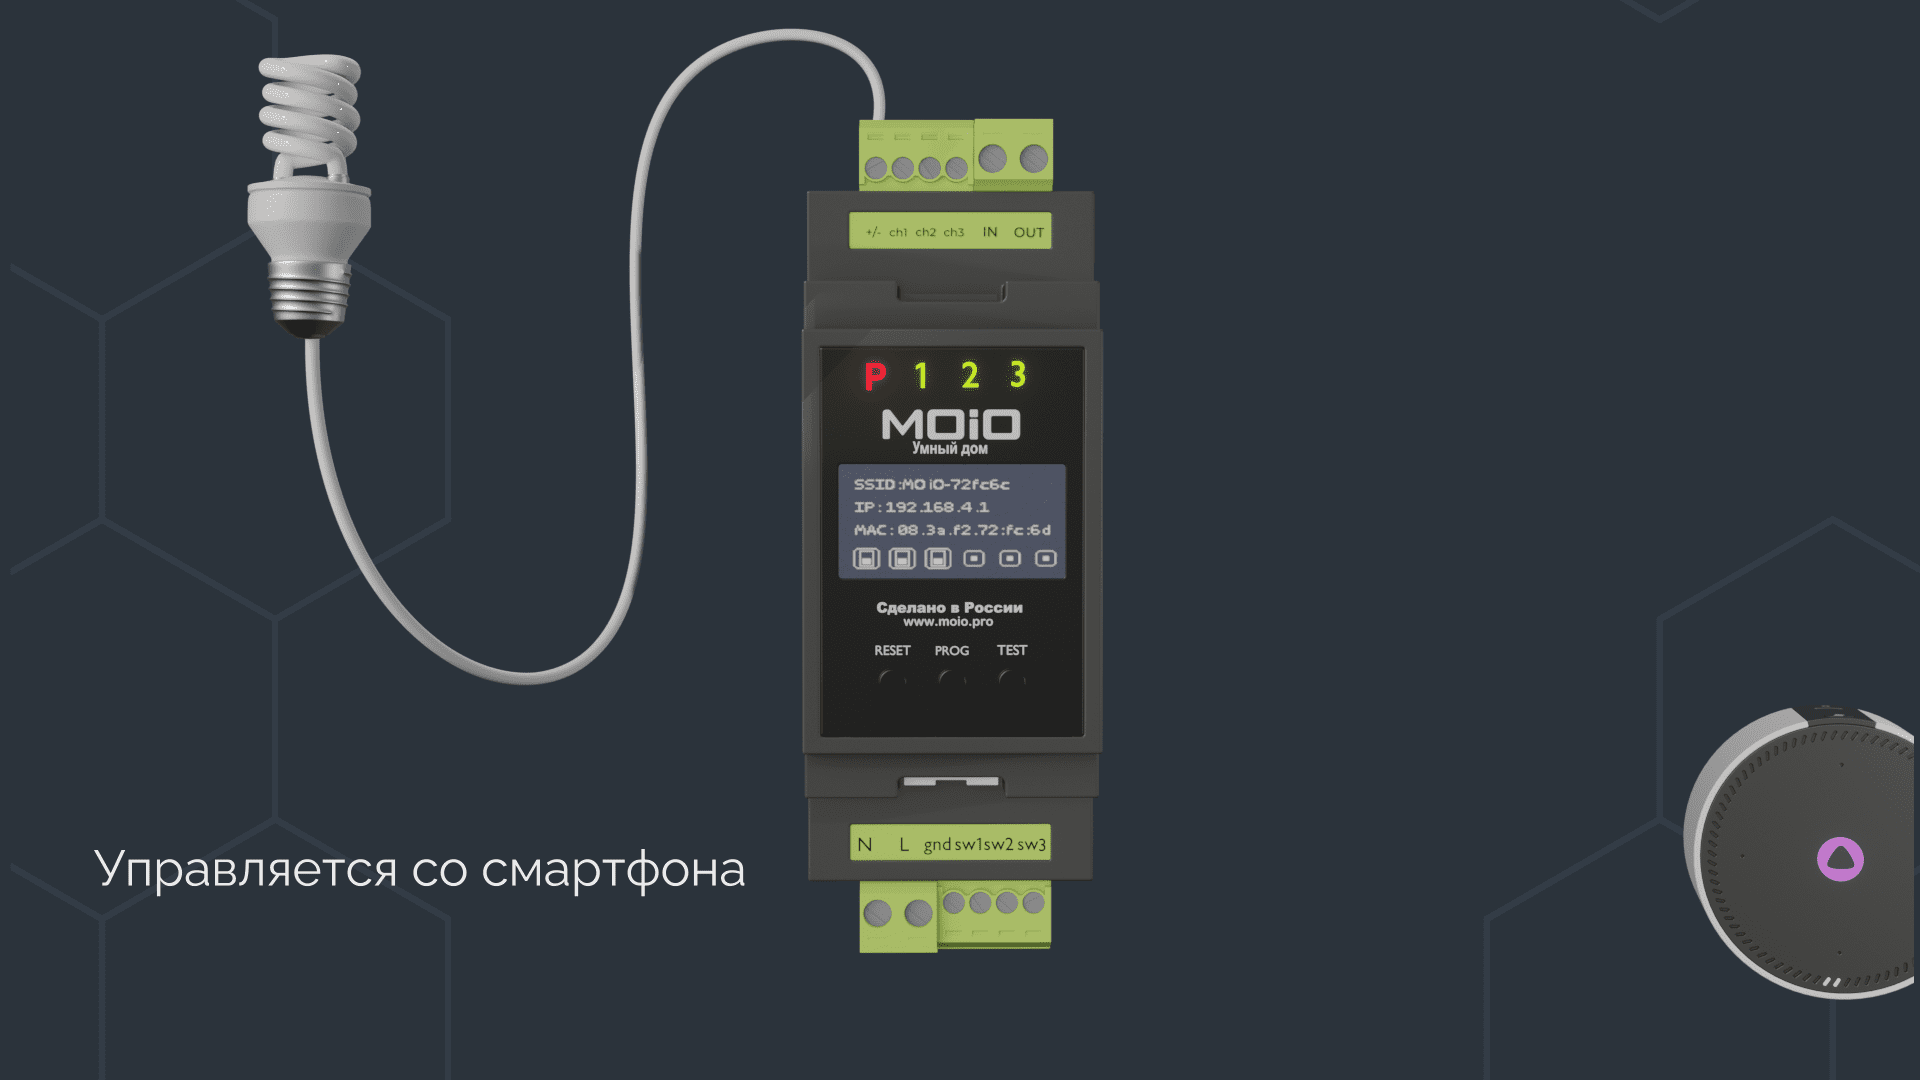 +/- ch1 ch2 ch3 IN OUT
P 1 2 3
MOiO
Умный дом
SSID:MOiO-72fc6c
IP:192.168.4.1
MAC:08.3a.f2.72:fc:6d
Сделано в России
www.moio.pro
RESET PROG TEST
N L gnd sw1 sw2 sw3
Управляется со смартфона